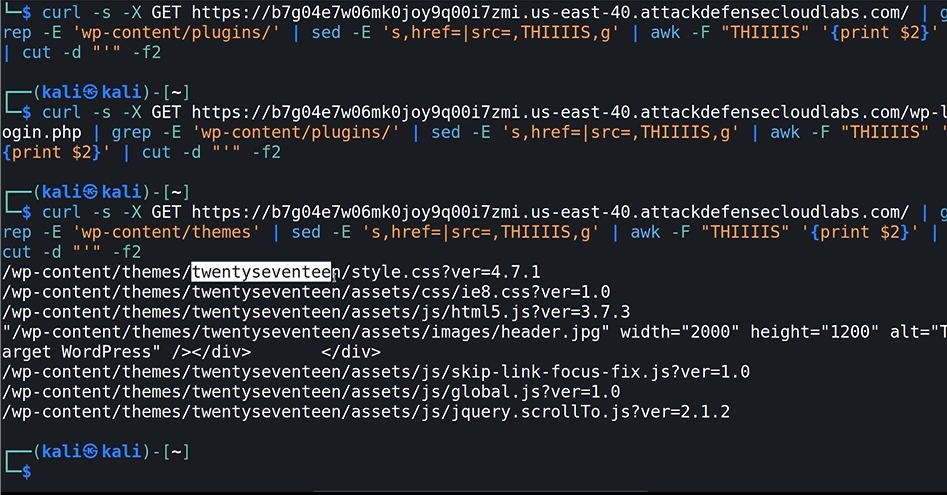 └─$ curl -s -X GET https://b7g04e7w06mk0joy9q00i7zmi.us-east-40.attackdefensecloudlabs.com/ | g
rep -E 'wp-content/plugins/' | sed -E 's,href=|src=,THIIIIS,g' | awk -F "THIIIIS" '{print $2}'
| cut -d "'" -f2
┌──(kali㉿kali)-[~]
└─$ curl -s -X GET https://b7g04e7w06mk0joy9q00i7zmi.us-east-40.attackdefensecloudlabs.com/wp-l
ogin.php | grep -E 'wp-content/plugins/' | sed -E 's,href=|src=,THIIIIS,g' | awk -F "THIIIIS" '
{print $2}' | cut -d "'" -f2
┌──(kali㉿kali)-[~]
└─$ curl -s -X GET https://b7g04e7w06mk0joy9q00i7zmi.us-east-40.attackdefensecloudlabs.com/ | g
rep -E 'wp-content/themes' | sed -E 's,href=|src=,THIIIIS,g' | awk -F "THIIIIS" '{print $2}' |
cut -d "'" -f2
/wp-content/themes/twentyseventeen/style.css?ver=4.7.1
/wp-content/themes/twentyseventeen/assets/css/ie8.css?ver=1.0
/wp-content/themes/twentyseventeen/assets/js/html5.js?ver=3.7.3
"/wp-content/themes/twentyseventeen/assets/images/header.jpg" width="2000" height="1200" alt="T
arget WordPress" /></div>       </div>
/wp-content/themes/twentyseventeen/assets/js/skip-link-focus-fix.js?ver=1.0
/wp-content/themes/twentyseventeen/assets/js/global.js?ver=1.0
/wp-content/themes/twentyseventeen/assets/js/jquery.scrollTo.js?ver=2.1.2
┌──(kali㉿kali)-[~]
└─$